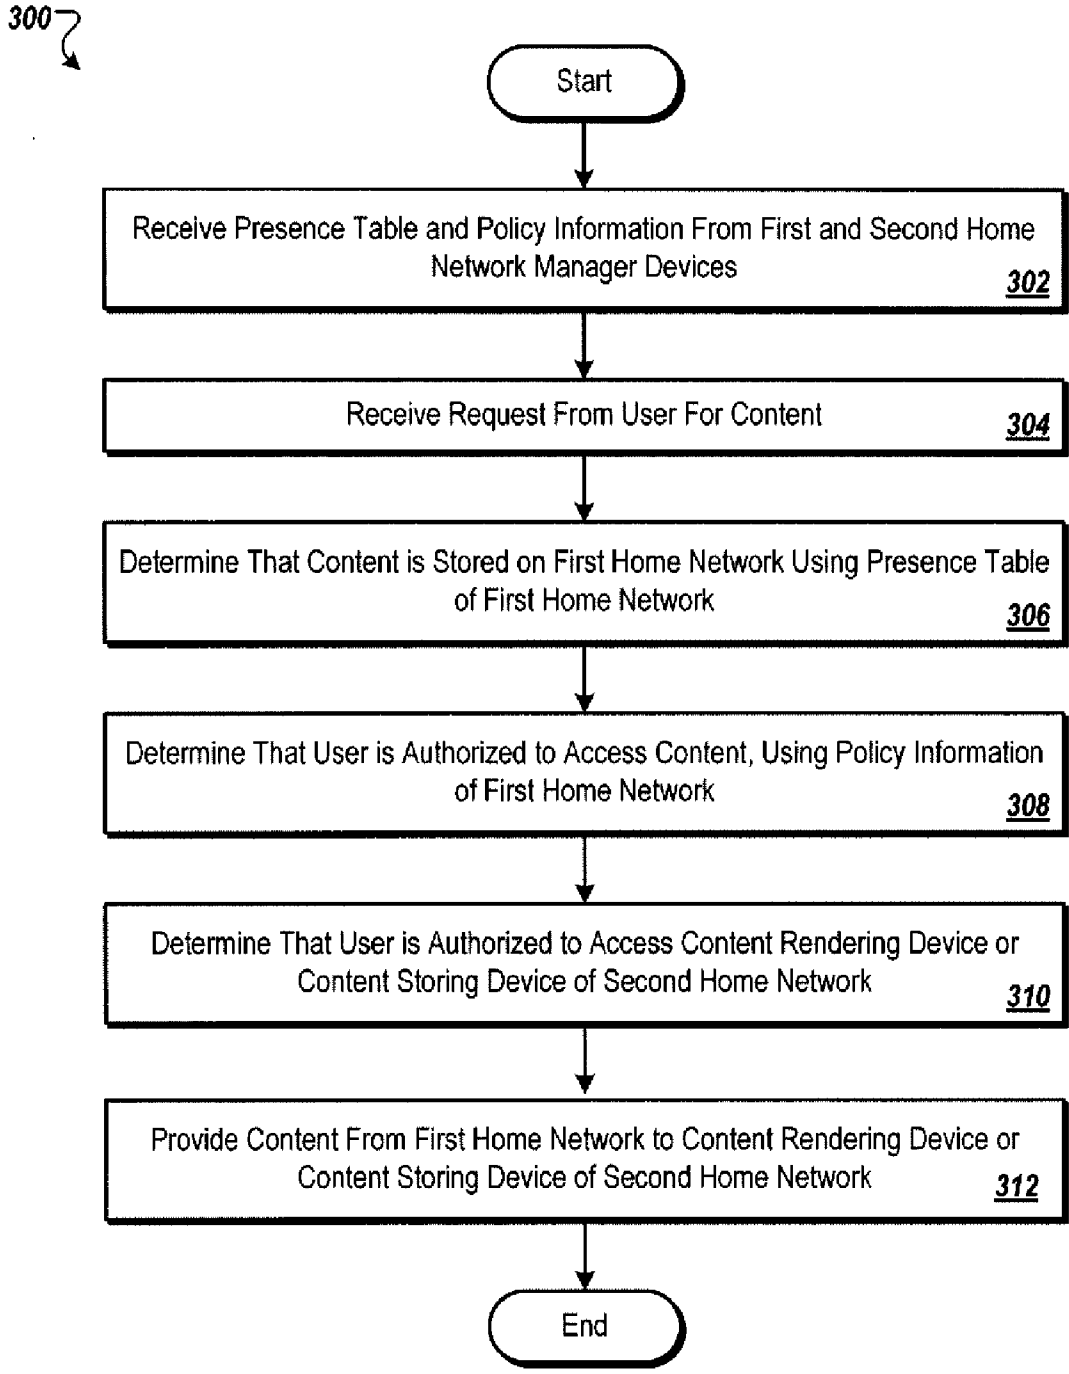 300
Start
Receive Presence Table and Policy Information From First and Second Home
Network Manager Devices
302
Receive Request From User For Content
304
Determine That Content is Stored on First Home Network Using Presence Table
of First Home Network
306
Determine That User is Authorized to Access Content, Using Policy Information
of First Home Network
308
Determine That User is Authorized to Access Content Rendering Device or
Content Storing Device of Second Home Network
310
Provide Content From First Home Network to Content Rendering Device or
Content Storing Device of Second Home Network
312
End